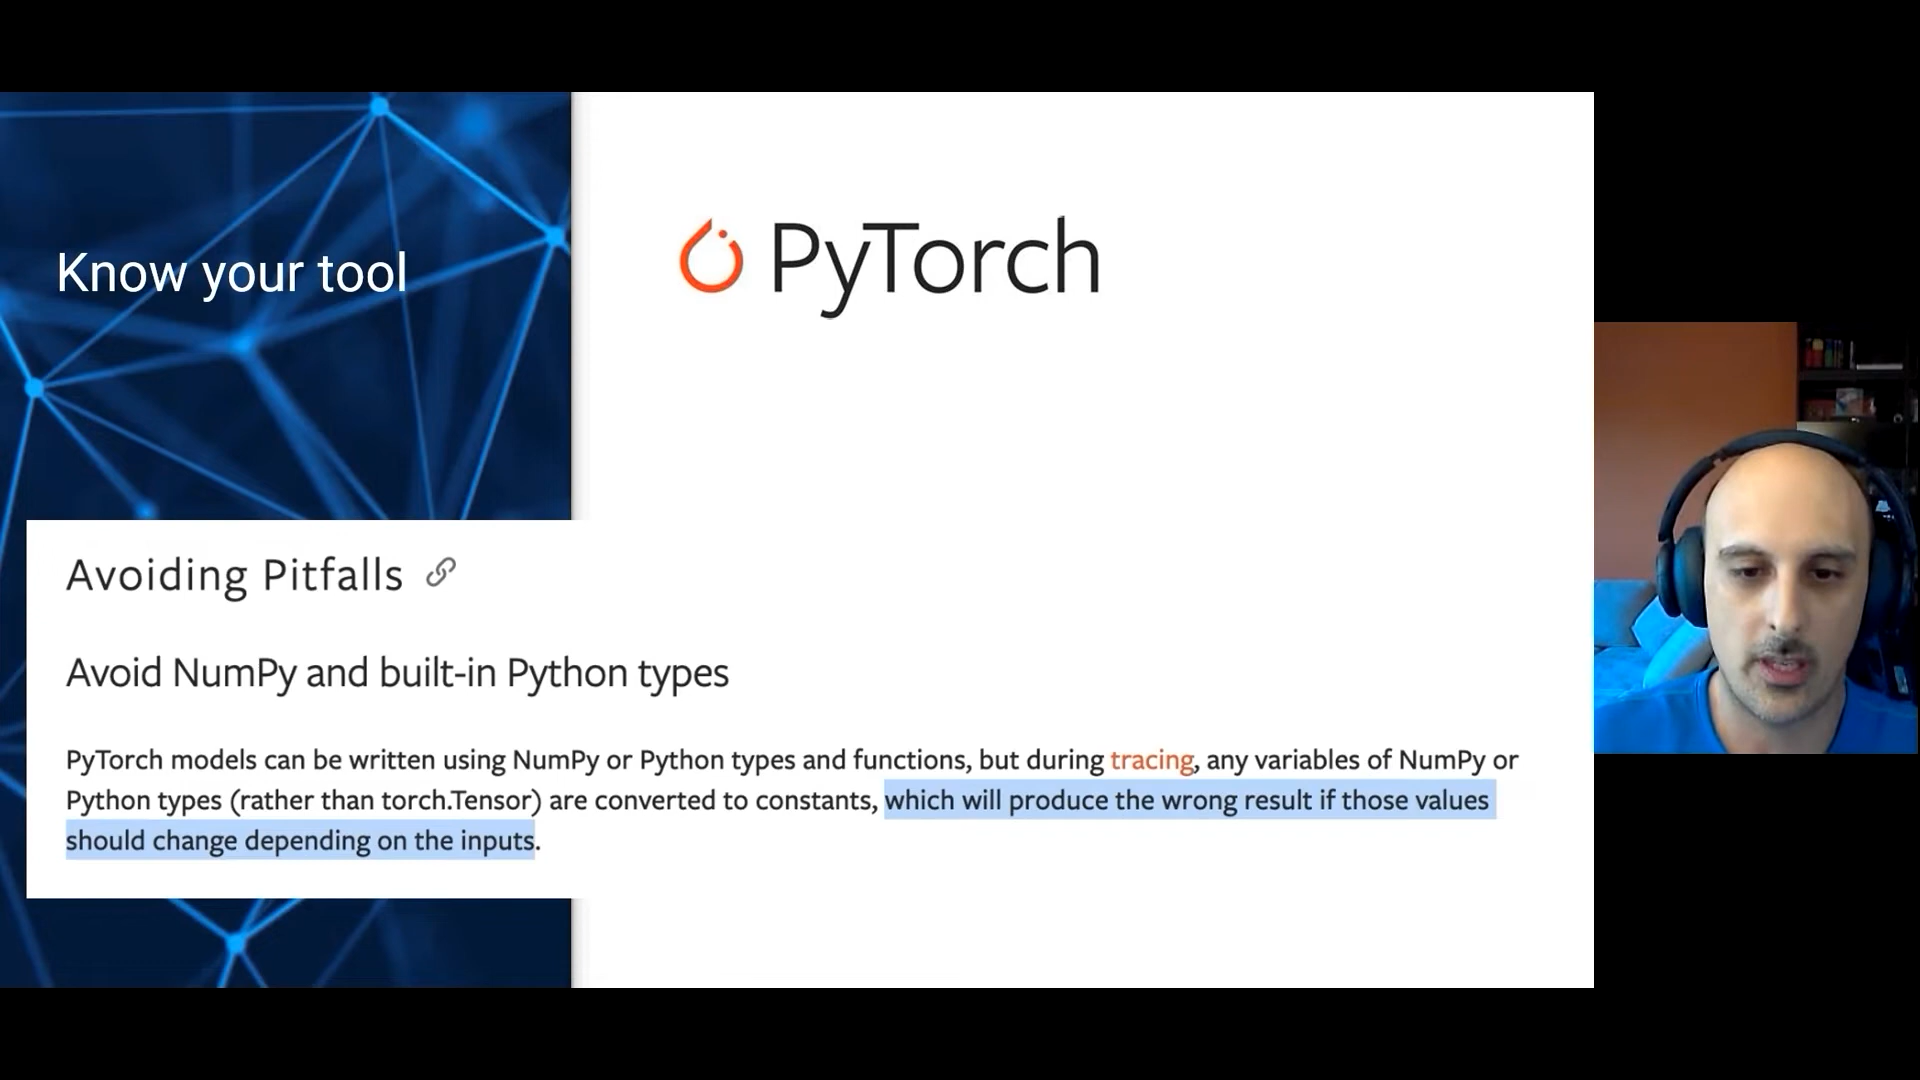 Know your tool
PyTorch
Avoiding Pitfalls
Avoid NumPy and built-in Python types
PyTorch models can be written using NumPy or Python types and functions, but during tracing, any variables of NumPy or
Python types (rather than torch.Tensor) are converted to constants, which will produce the wrong result if those values
should change depending on the inputs.